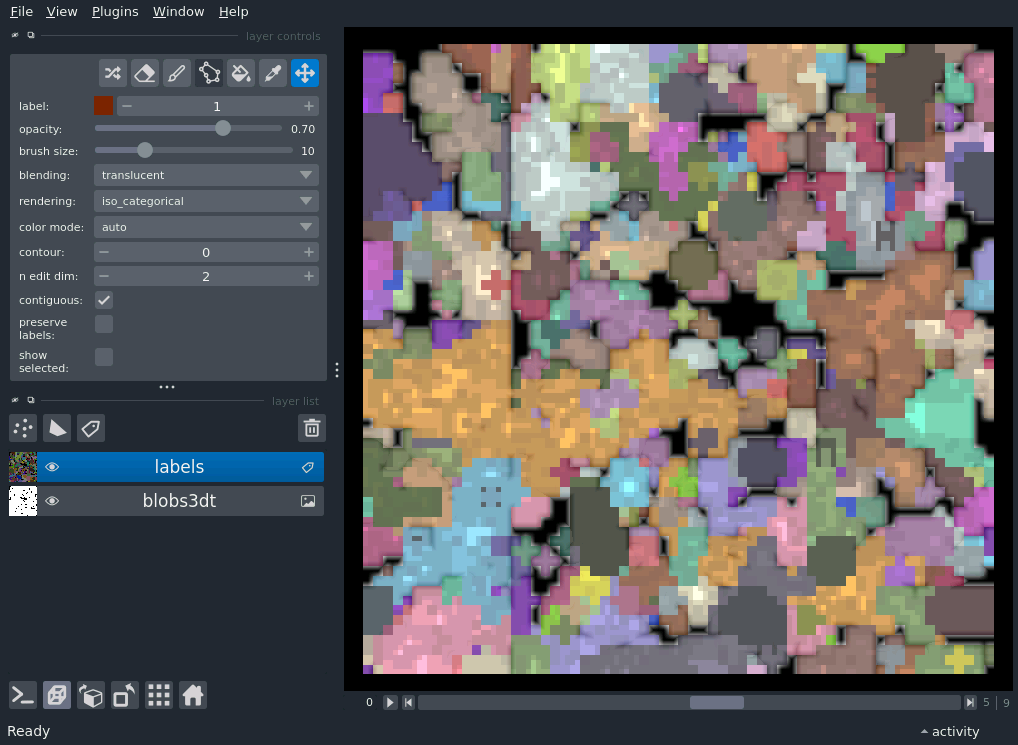 File View Plugins Window Help
layer controls
label: 1
opacity: 0.70
brush size: 10
blending: translucent
rendering: iso_categorical
color mode: auto
contour: 0
n edit dim: 2
contiguous:
preserve
labels:
show
selected:
layer list
labels
blobs3dt
0 5 | 9
Ready activity